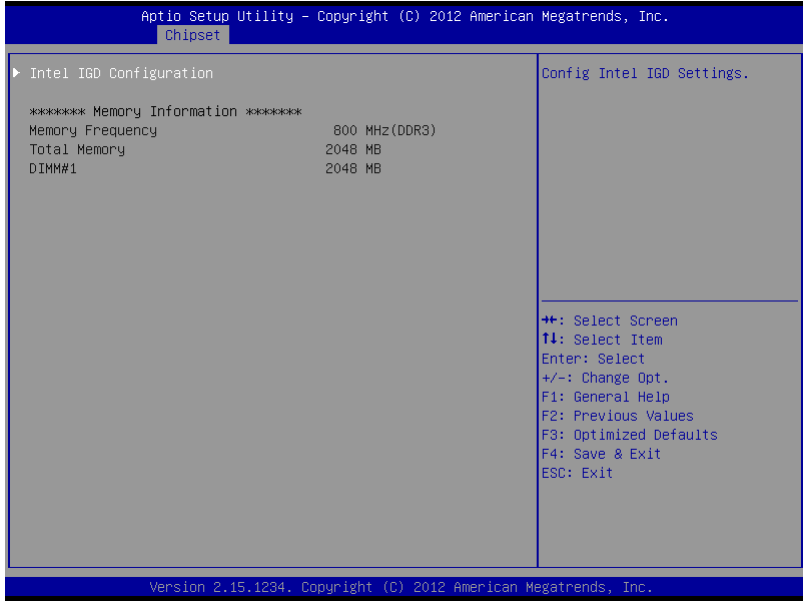 Aptio Setup Utility – Copyright (C) 2012 American Megatrends, Inc.
Chipset
Intel IGD Configuration
******* Memory Information *******
Memory Frequency 800 MHz(DDR3)
Total Memory 2048 MB
DIMM#1 2048 MB
Config Intel IGD Settings.
→←: Select Screen
↑↓: Select Item
Enter: Select
+/-: Change Opt.
F1: General Help
F2: Previous Values
F3: Optimized Defaults
F4: Save & Exit
ESC: Exit
Version 2.15.1234. Copyright (C) 2012 American Megatrends, Inc.